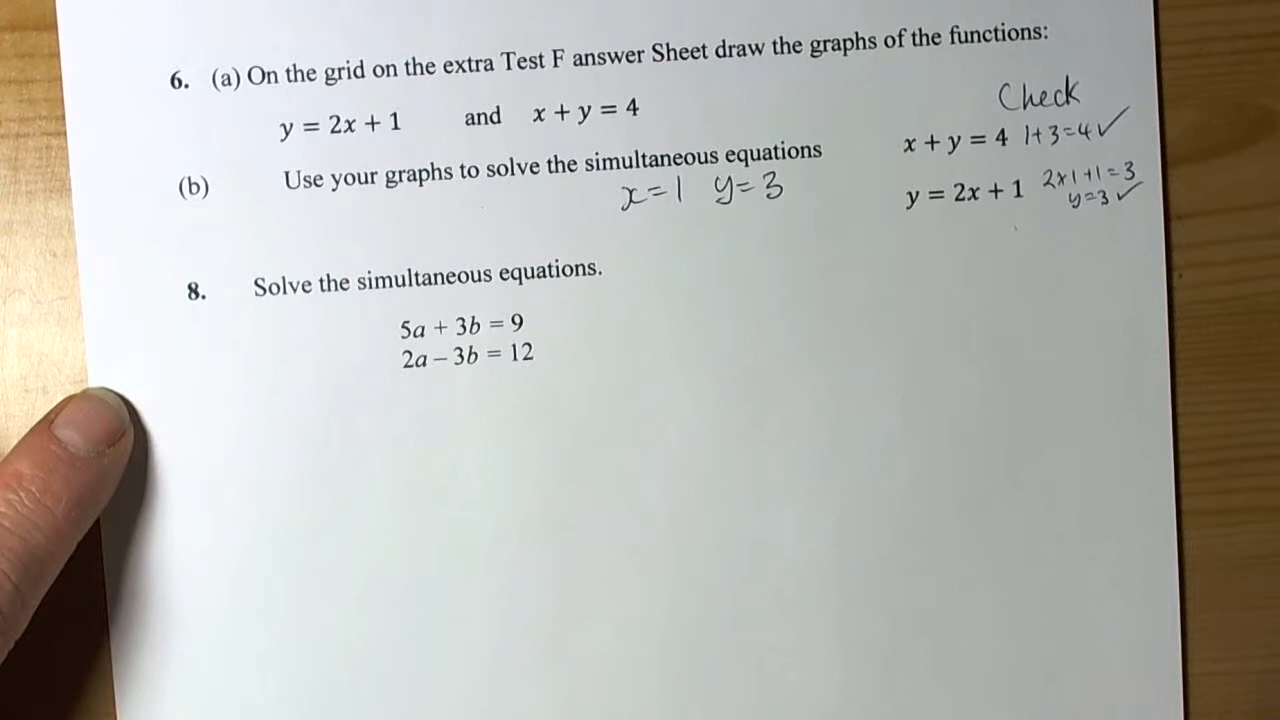 6. (a) On the grid on the extra Test F answer Sheet draw the graphs of the functions:
y = 2x + 1 and x + y = 4
Check
x + y = 4 1+3=4 ✓
(b) Use your graphs to solve the simultaneous equations
x=1 y=3
y = 2x + 1 2×1+1=3
y=3 ✓
8. Solve the simultaneous equations.
5a + 3b = 9
2a – 3b = 12